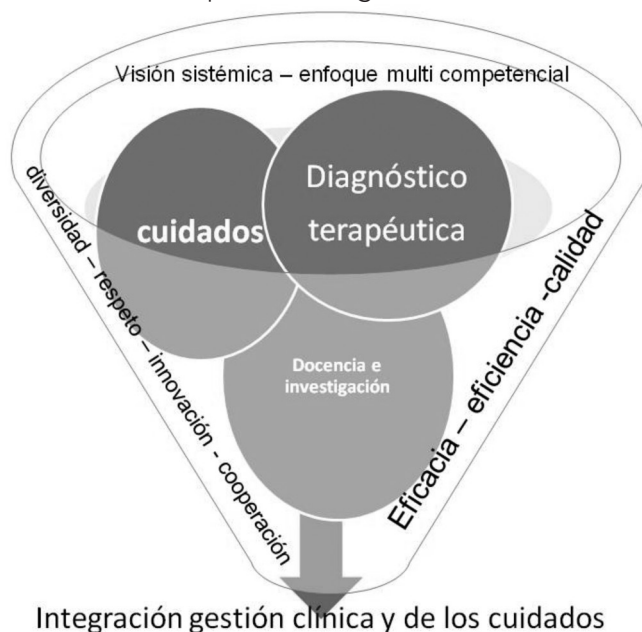 Visión sistémica – enfoque multi competencial
cuidados
Diagnóstico
terapéutica
Docencia e
investigación
diversidad – respeto – innovación - cooperación
Eficacia – eficiencia -calidad
Integración gestión clínica y de los cuidados